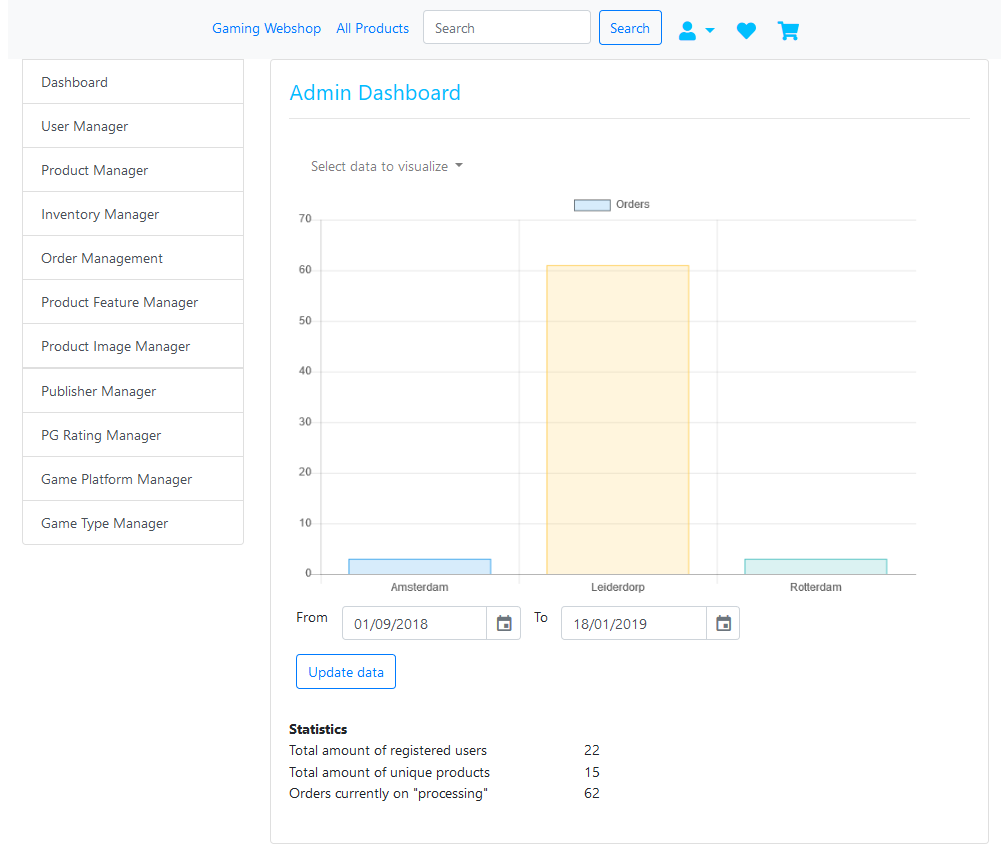 Gaming Webshop All Products Search Search
Dashboard
User Manager
Product Manager
Inventory Manager
Order Management
Product Feature Manager
Product Image Manager
Publisher Manager
PG Rating Manager
Game Platform Manager
Game Type Manager
Admin Dashboard
Select data to visualize
Orders
70
60
50
40
30
20
10
0
Amsterdam Leiderdorp Rotterdam
From 01/09/2018 To 18/01/2019
Update data
Statistics
Total amount of registered users 22
Total amount of unique products 15
Orders currently on "processing" 62